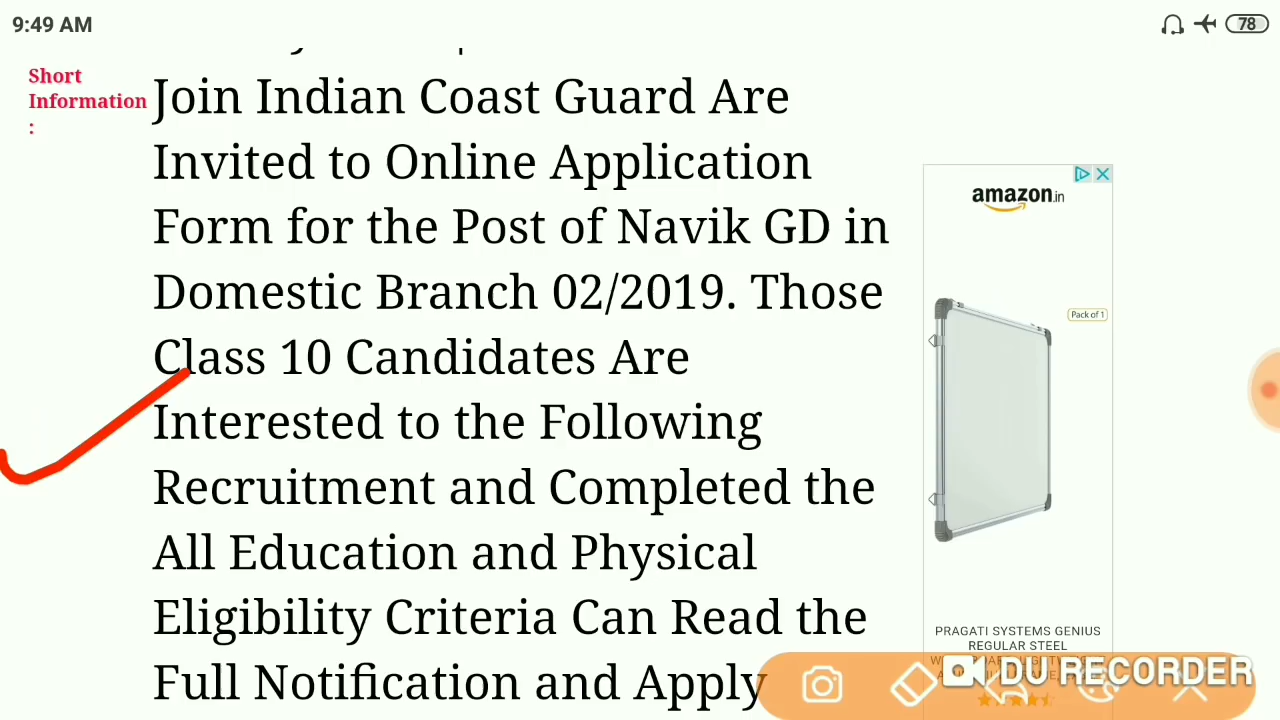 9:49 AM
78
Short
Information
:
Join Indian Coast Guard Are
Invited to Online Application
Form for the Post of Navik GD in
Domestic Branch 02/2019. Those
Class 10 Candidates Are
Interested to the Following
Recruitment and Completed the
All Education and Physical
Eligibility Criteria Can Read the
Full Notification and Apply
amazon.in
Pack of 1
PRAGATI SYSTEMS GENIUS
REGULAR STEEL
DU RECORDER